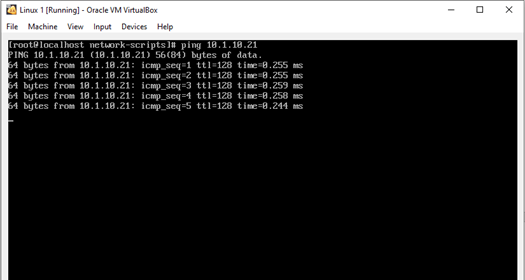 Linux 1 [Running] - Oracle VM VirtualBox
File Machine View Input Devices Help
[root@localhost network-scripts]# ping 10.1.10.21
PING 10.1.10.21 (10.1.10.21) 56(84) bytes of data.
64 bytes from 10.1.10.21: icmp_seq=1 ttl=128 time=0.255 ms
64 bytes from 10.1.10.21: icmp_seq=2 ttl=128 time=0.255 ms
64 bytes from 10.1.10.21: icmp_seq=3 ttl=128 time=0.259 ms
64 bytes from 10.1.10.21: icmp_seq=4 ttl=128 time=0.258 ms
64 bytes from 10.1.10.21: icmp_seq=5 ttl=128 time=0.244 ms